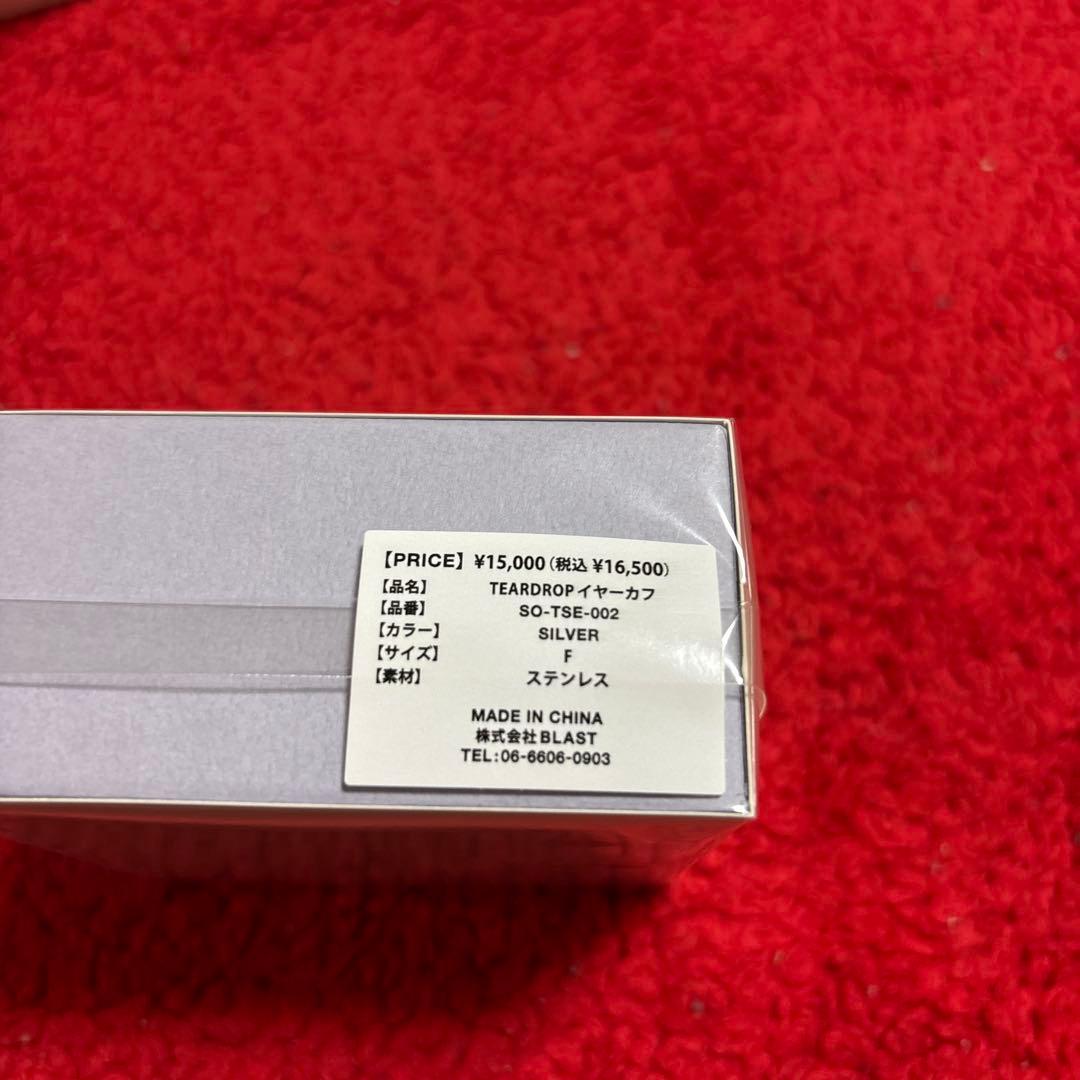 【PRICE】¥15,000(税込 ¥16,500)
【品名】 TEARDROPイヤーカフ
【品番】 SO-TSE-002
【カラー】 SILVER
【サイズ】 F
【素材】 ステンレス
MADE IN CHINA
株式会社BLAST
TEL:06-6606-0903